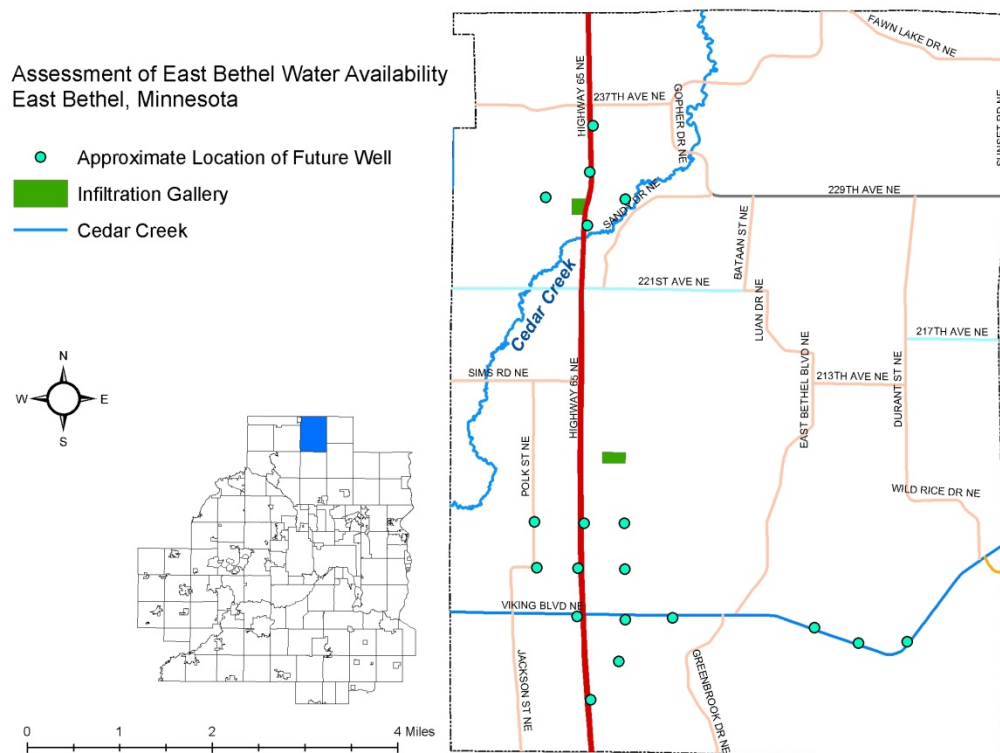 Assessment of East Bethel Water Availability
East Bethel, Minnesota
Approximate Location of Future Well
Infiltration Gallery
Cedar Creek
N
W
E
S
0
1
2
4 Miles
FAWN LAKE DR NE
HIGHWAY 65 NE
237TH AVE NE
GOPHER DR NE
SUNSET RD NE
229TH AVE NE
SANDY DR NE
BATAAN ST NE
Cedar Creek
221ST AVE NE
LUAN DR NE
217TH AVE NE
SIMS RD NE
HIGHWAY 65 NE
EAST BETHEL BLVD NE
213TH AVE NE
DURANT ST NE
POLK ST NE
WILD RICE DR NE
VIKING BLVD NE
JACKSON ST NE
GREENBROOK DR NE